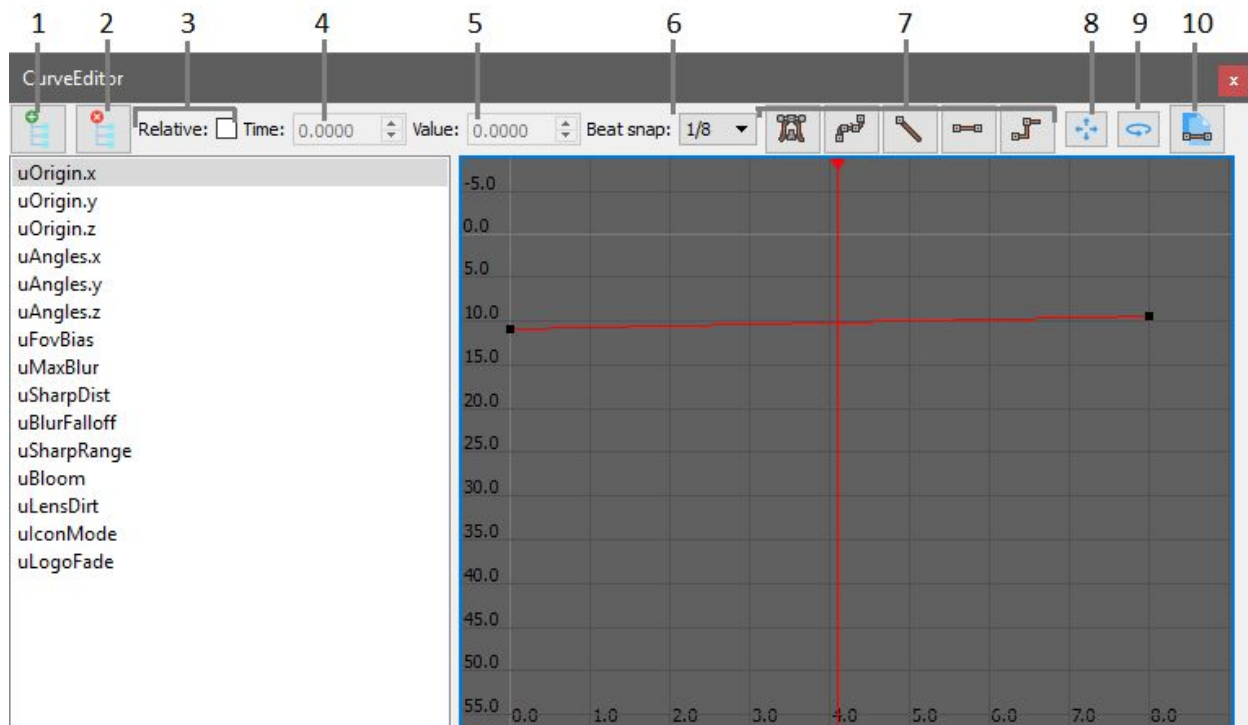 1 2 3 4 5 6 7 8 9 10
CurveEditor x
Relative: Time: 0.0000 Value: 0.0000 Beat snap: 1/8
uOrigin.x
uOrigin.y
uOrigin.z
uAngles.x
uAngles.y
uAngles.z
uFovBias
uMaxBlur
uSharpDist
uBlurFalloff
uSharpRange
uBloom
uLensDirt
uIconMode
uLogoFade
-5.0
0.0
5.0
10.0
15.0
20.0
25.0
30.0
35.0
40.0
45.0
50.0
55.0
0.0 1.0 2.0 3.0 4.0 5.0 6.0 7.0 8.0